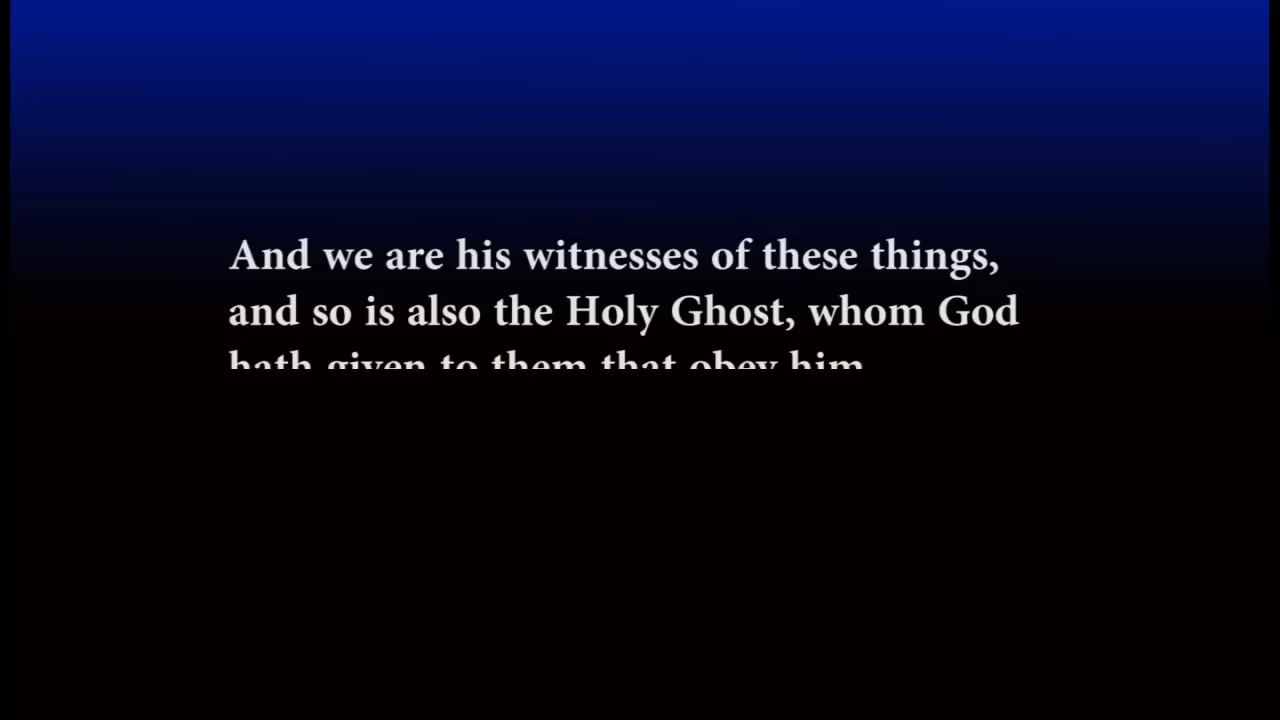 And we are his witnesses of these things,
and so is also the Holy Ghost, whom God
hath given to them that obey him